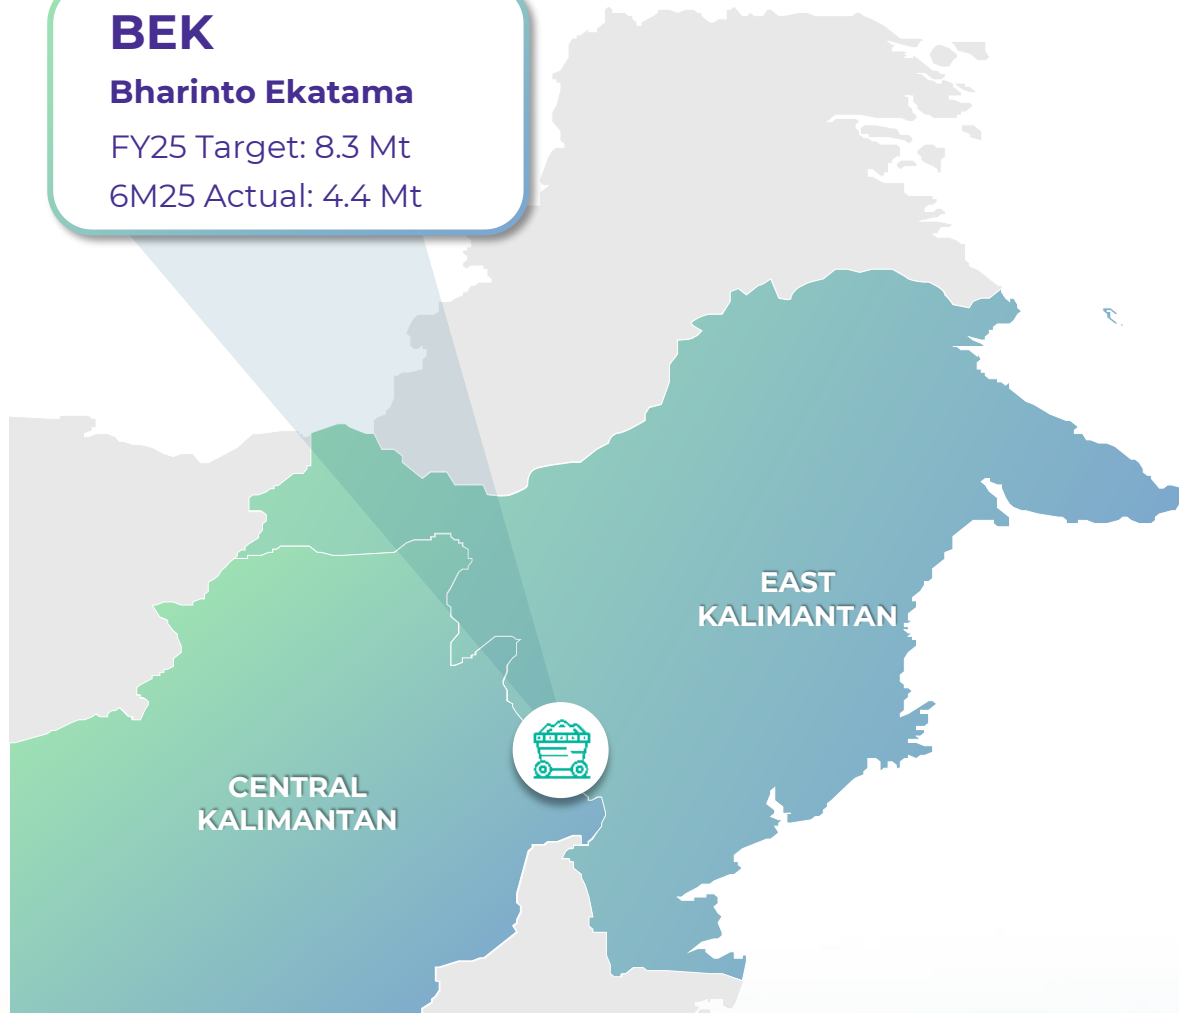 BEK
Bharinto Ekatama
FY25 Target: 8.3 Mt
6M25 Actual: 4.4 Mt
EAST
KALIMANTAN
CENTRAL
KALIMANTAN